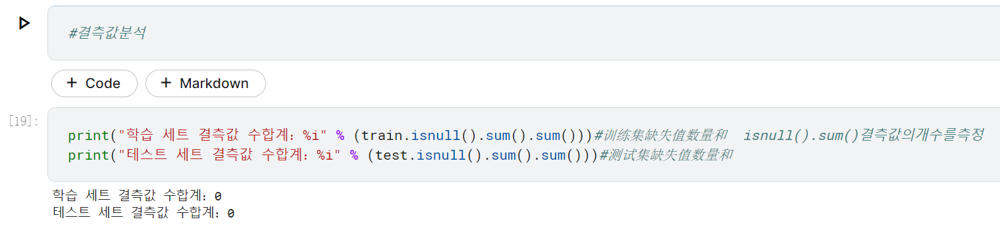 #결측값분석
+ Code + Markdown
[19]:
print("학습 세트 결측값 수합계：%i" % (train.isnull().sum().sum()))#训练集缺失值数量和  isnull().sum()결측값의개수를측정
print("테스트 세트 결측값 수합계：%i" % (test.isnull().sum().sum()))#测试集缺失值数量和
학습 세트 결측값 수합계：0
테스트 세트 결측값 수합계：0